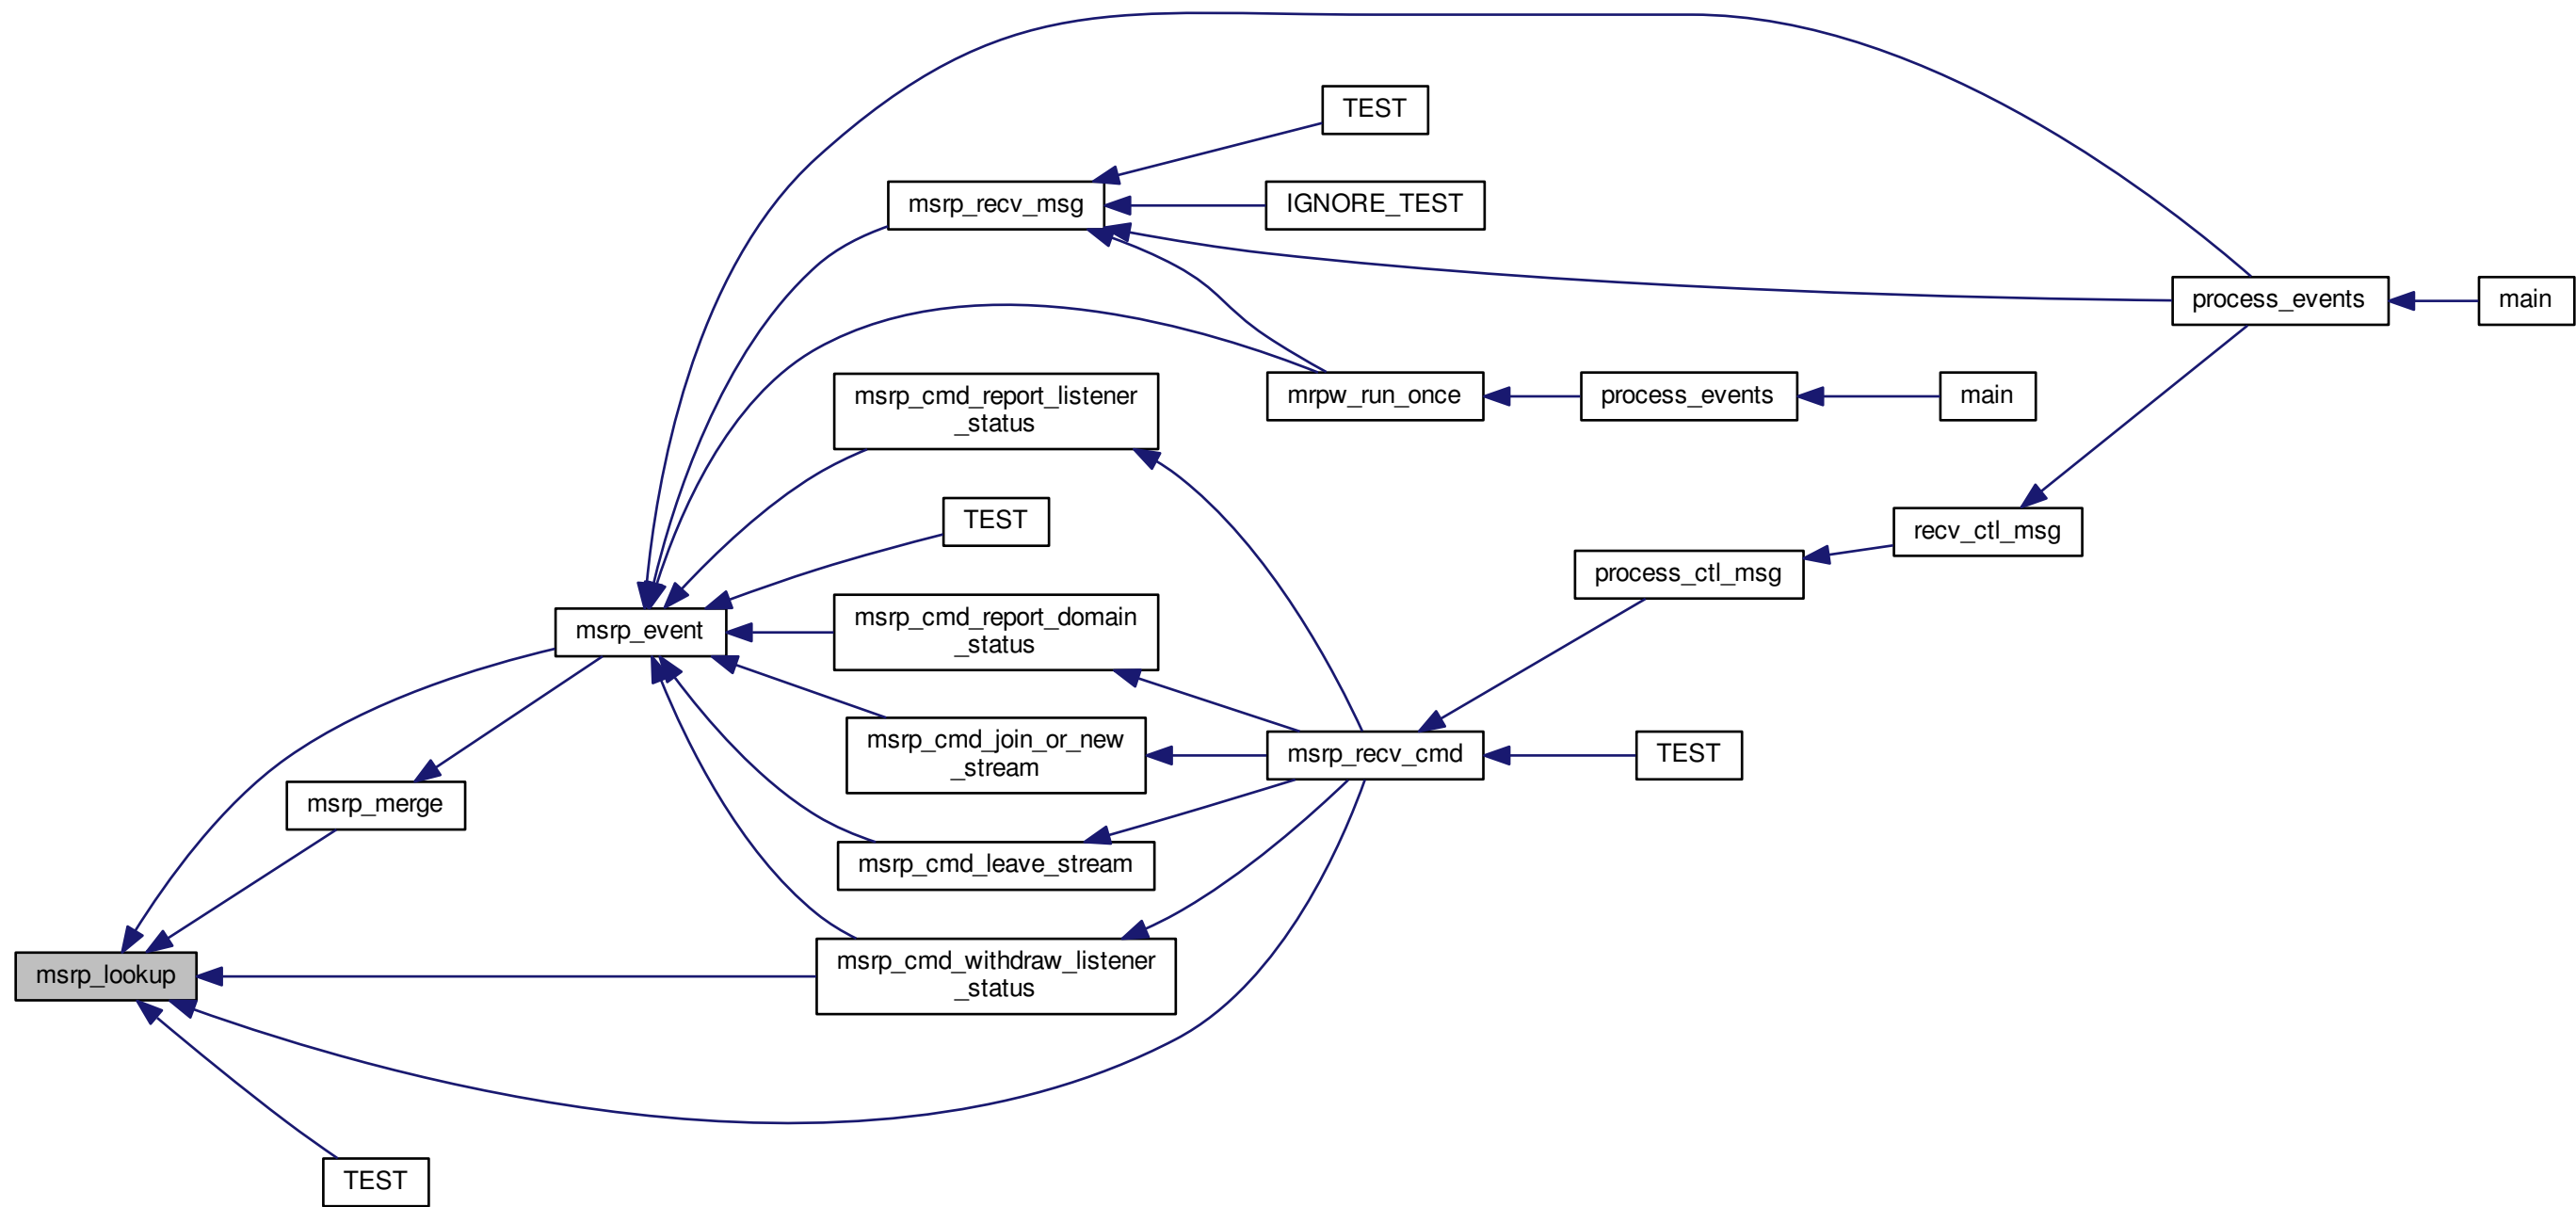 TEST
msrp_recv_msg
IGNORE_TEST
process_events
main
msrp_cmd_report_listener
_status
mrpw_run_once
process_events
main
TEST
recv_ctl_msg
process_ctl_msg
msrp_event
msrp_cmd_report_domain
_status
msrp_cmd_join_or_new
_stream
msrp_recv_cmd
TEST
msrp_merge
msrp_cmd_leave_stream
msrp_lookup
msrp_cmd_withdraw_listener
_status
TEST